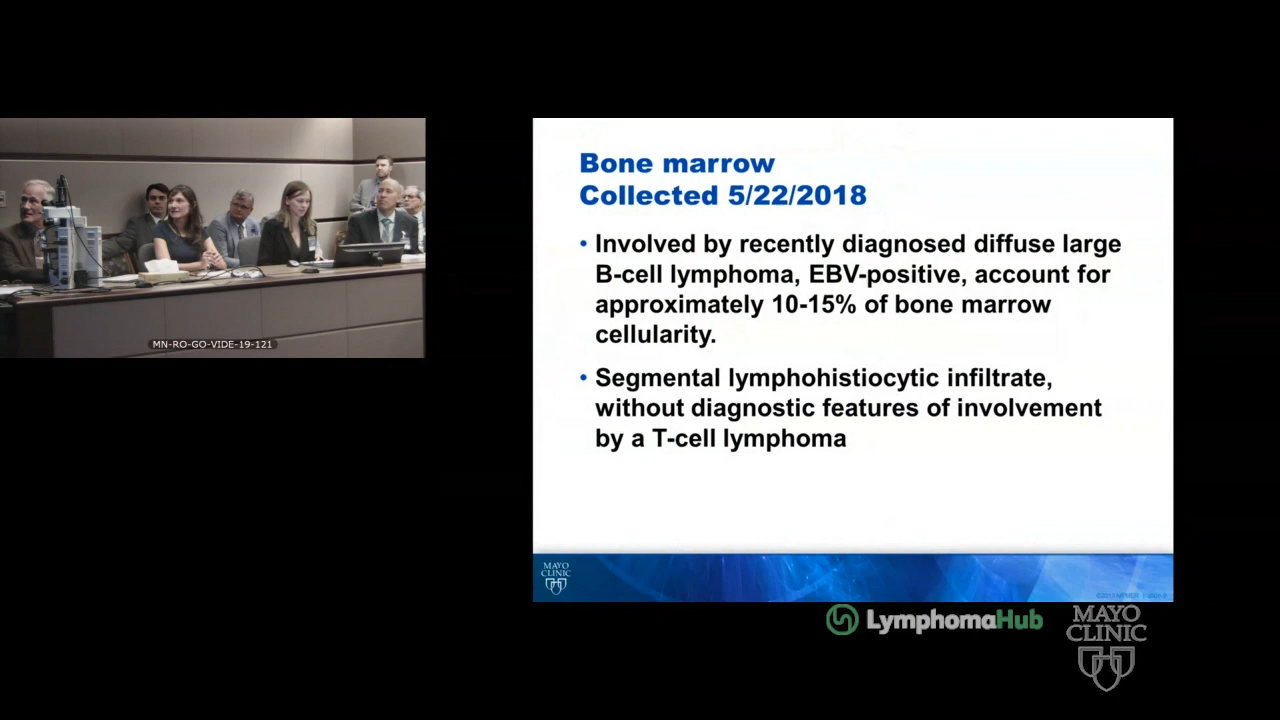 Bone marrow
Collected 5/22/2018
• Involved by recently diagnosed diffuse large
B-cell lymphoma, EBV-positive, account for
approximately 10-15% of bone marrow
cellularity.
• Segmental lymphohistiocytic infiltrate,
without diagnostic features of involvement
by a T-cell lymphoma
MN-RO-GO-VIDE-19-121
MAYO
CLINIC
LymphomaHub
MAYO
CLINIC